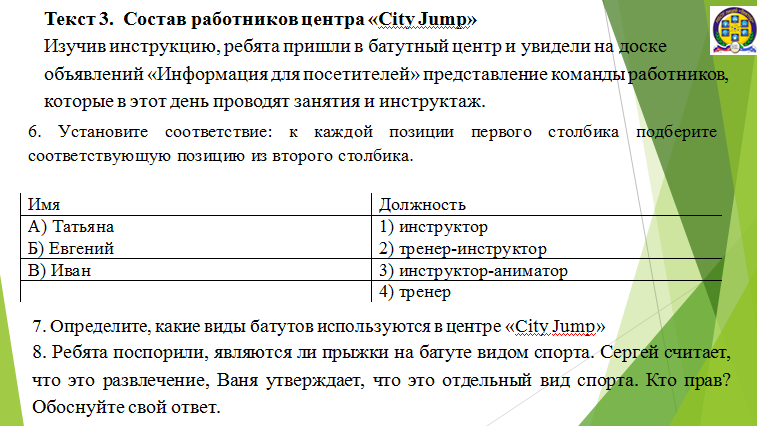 Текст 3. Состав работников центра «City Jump»
Изучив инструкцию, ребята пришли в батутный центр и увидели на доске
объявлений «Информация для посетителей» представление команды работников,
которые в этот день проводят занятия и инструктаж.
6. Установите соответствие: к каждой позиции первого столбика подберите
соответствующую позицию из второго столбика.
Имя Должность
А) Татьяна 1) инструктор
Б) Евгений 2) тренер-инструктор
В) Иван 3) инструктор-аниматор
4) тренер
7. Определите, какие виды батутов используются в центре «City Jump»
8. Ребята поспорили, являются ли прыжки на батуте видом спорта. Сергей считает,
что это развлечение, Ваня утверждает, что это отдельный вид спорта. Кто прав?
Обоснуйте свой ответ.